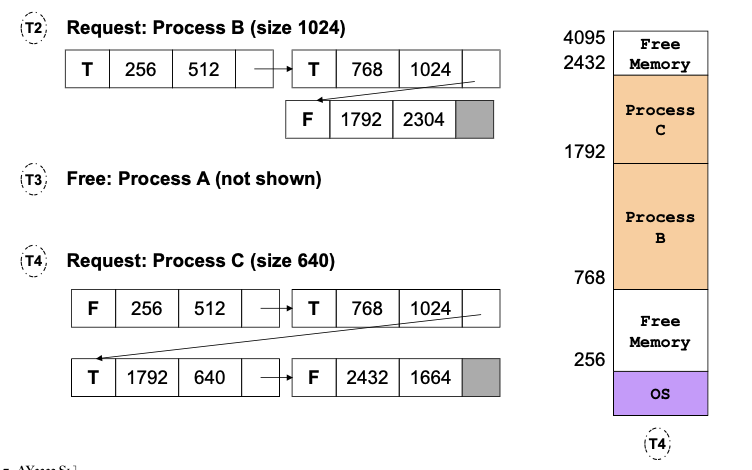 T2 Request: Process B (size 1024)
T 256 512 T 768 1024
F 1792 2304
T3 Free: Process A (not shown)
T4 Request: Process C (size 640)
F 256 512 T 768 1024
T 1792 640 F 2432 1664
4095
Free
2432
Memory
Process
C
1792
Process
B
768
Free
Memory
256
OS
T4